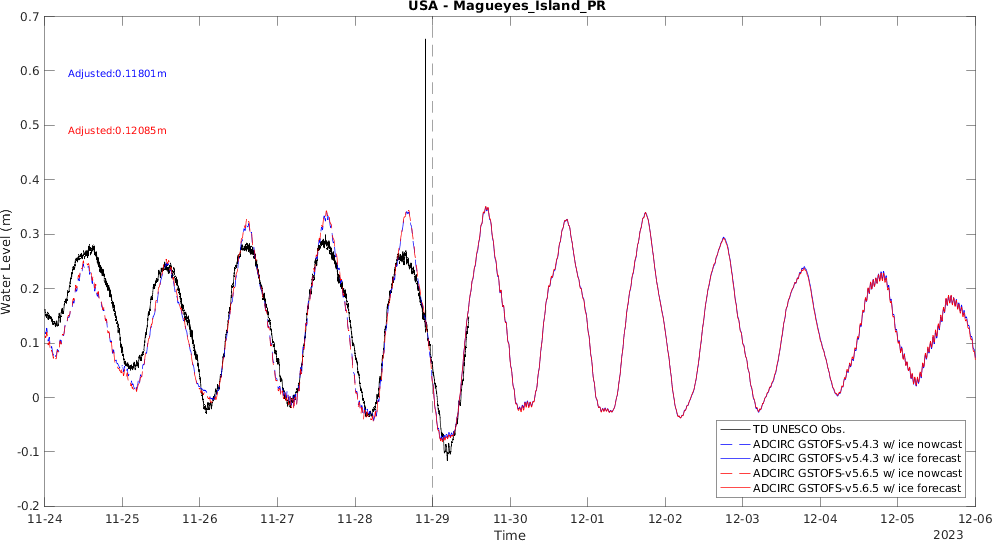 USA - Magueyes_Island_PR
0.7
0.6
0.5
0.4
0.3
0.2
0.1
0
-0.1
-0.2
Water Level (m)
Adjusted:0.11801m
Adjusted:0.12085m
TD UNESCO Obs.
ADCIRC GSTOFS-v5.4.3 w/ ice nowcast
ADCIRC GSTOFS-v5.4.3 w/ ice forecast
ADCIRC GSTOFS-v5.6.5 w/ ice nowcast
ADCIRC GSTOFS-v5.6.5 w/ ice forecast
11-24 11-25 11-26 11-27 11-28 11-29 11-30 12-01 12-02 12-03 12-04 12-05 12-06
Time
2023